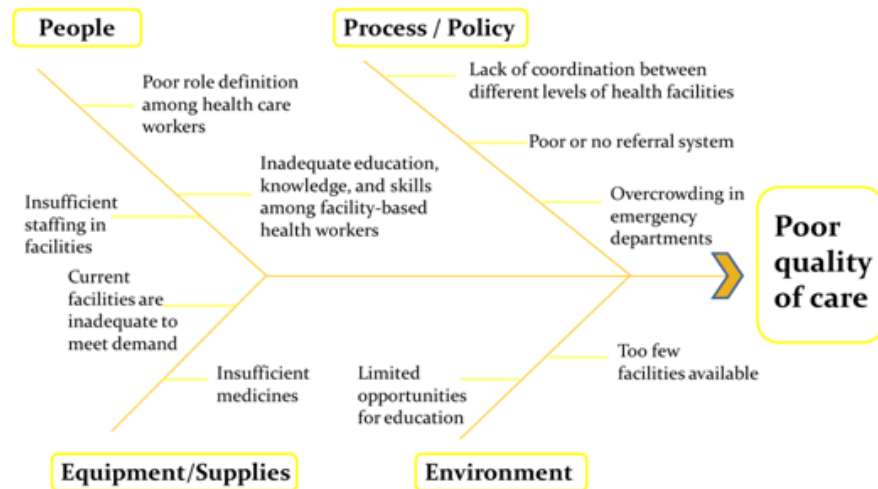 People
Process / Policy
Poor role definition
among health care
workers
Lack of coordination between
different levels of health facilities
Poor or no referral system
Inadequate education,
knowledge, and skills
among facility-based
health workers
Insufficient
staffing in
facilities
Overcrowding in
emergency
departments
Poor
quality
of care
Current
facilities are
inadequate to
meet demand
Insufficient
medicines
Limited
opportunities
for education
Too few
facilities available
Equipment/Supplies
Environment